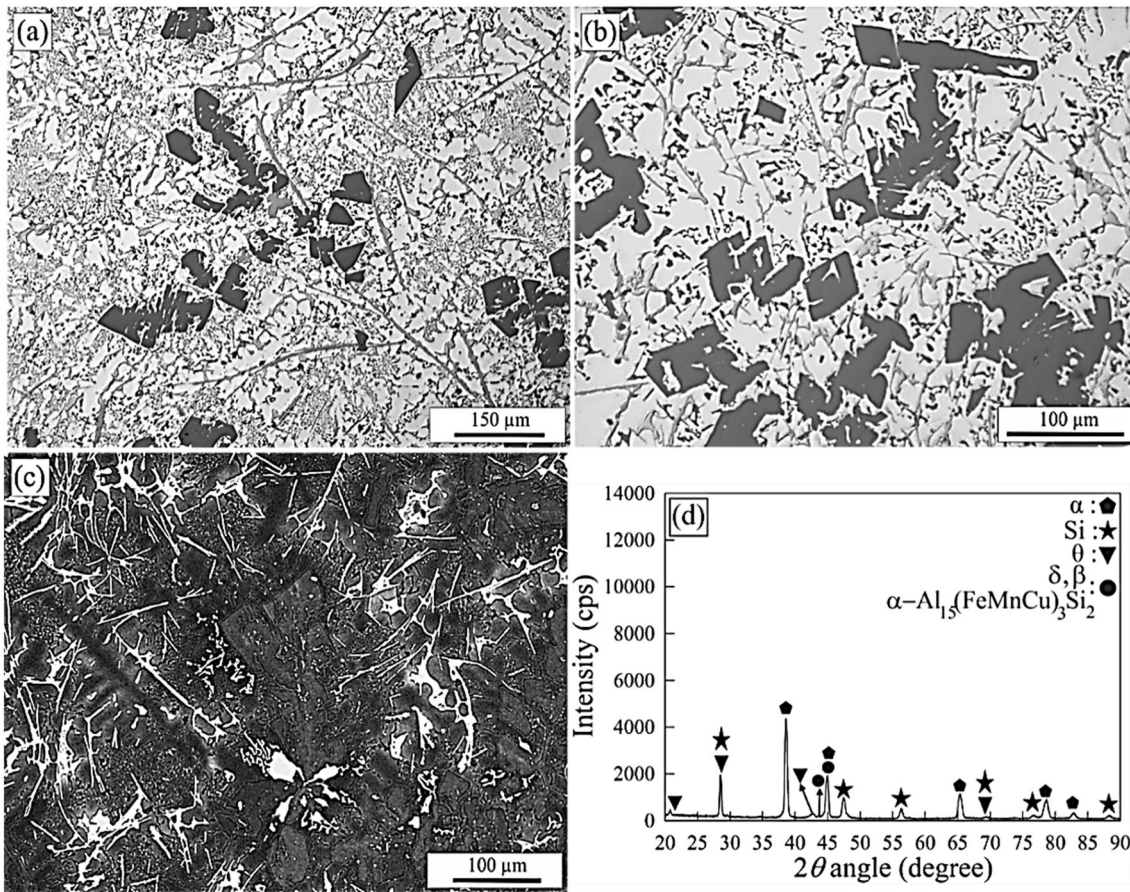 (a)
150 µm
(b)
100 µm
(c)
100 µm
(d)
14000
12000
10000
8000
6000
4000
2000
0
Intensity (cps)
α :
Si :
θ :
δ, β :
α−Al₁₅(FeMnCu)₃Si₂
20 25 30 35 40 45 50 55 60 65 70 75 80 85 90
2θ angle (degree)